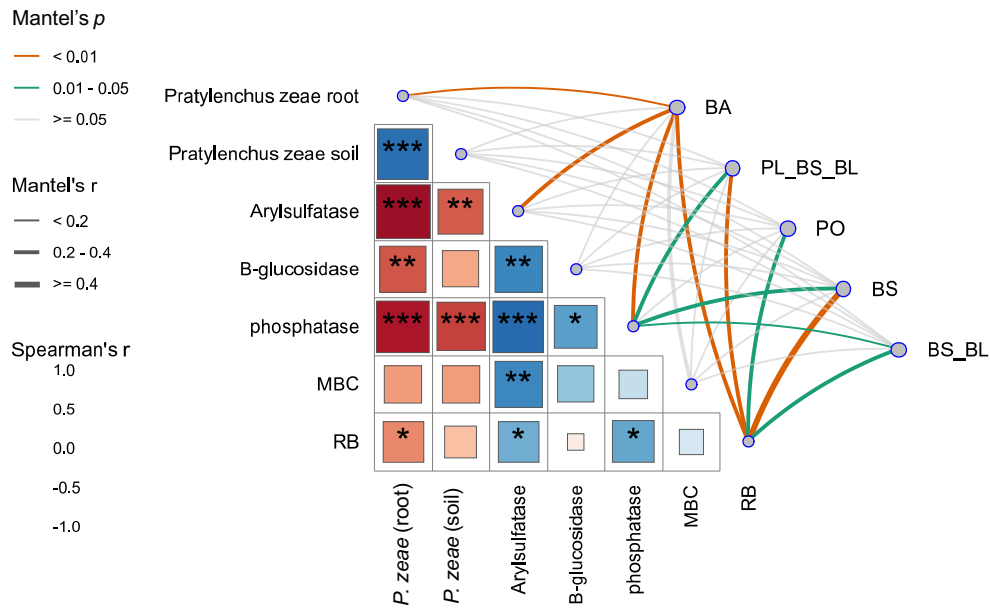 Mantel’s p
< 0.01
0.01 - 0.05
>= 0.05
Mantel's r
< 0.2
0.2 - 0.4
>= 0.4
Spearman's r
1.0
0.5
0.0
-0.5
-1.0
Pratylenchus zeae root
Pratylenchus zeae soil
***
Arylsulfatase
*** **
B-glucosidase
** **
phosphatase
*** *** *** *
MBC
**
RB
* * *
P. zeae (root)
P. zeae (soil)
Arylsulfatase
B-glucosidase
phosphatase
MBC
RB
BA
PL_BS_BL
PO
BS
BS_BL